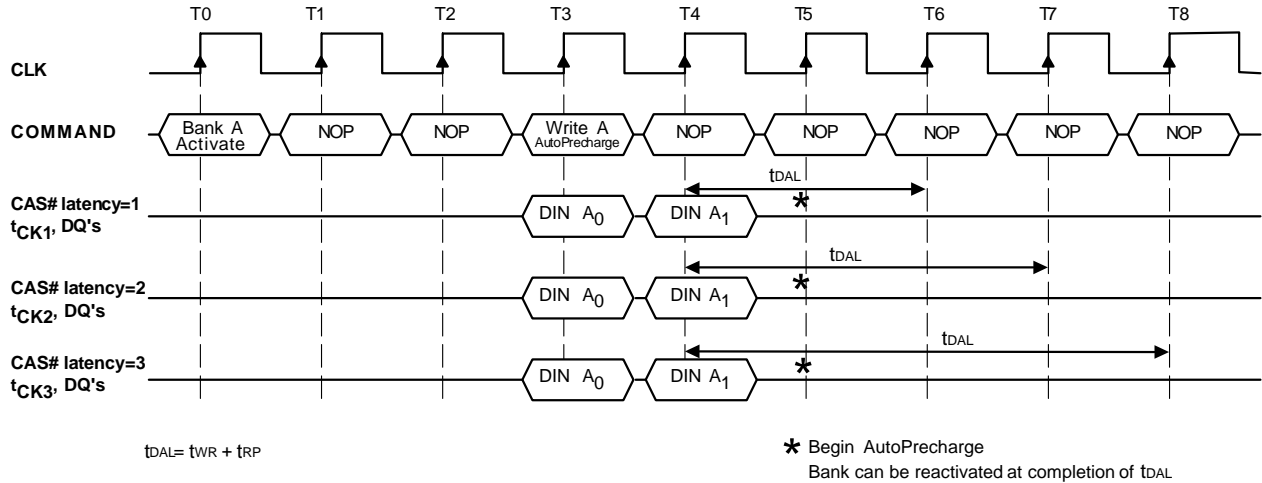 T0 T1 T2 T3 T4 T5 T6 T7 T8
CLK
COMMAND
Bank A
Activate
NOP
NOP
Write A
AutoPrecharge
NOP
NOP
NOP
NOP
NOP
tDAL
CAS# latency=1
tCK1, DQ's
DIN A0
DIN A1
*
tDAL
CAS# latency=2
tCK2, DQ's
DIN A0
DIN A1
*
tDAL
CAS# latency=3
tCK3, DQ's
DIN A0
DIN A1
*
tDAL= tWR + tRP
* Begin AutoPrecharge
Bank can be reactivated at completion of tDAL